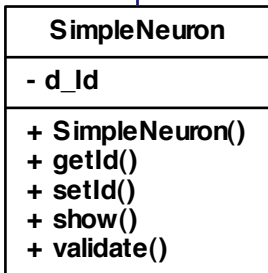 SimpleNeuron
- d_Id
+ SimpleNeuron()
+ getId()
+ setId()
+ show()
+ validate()